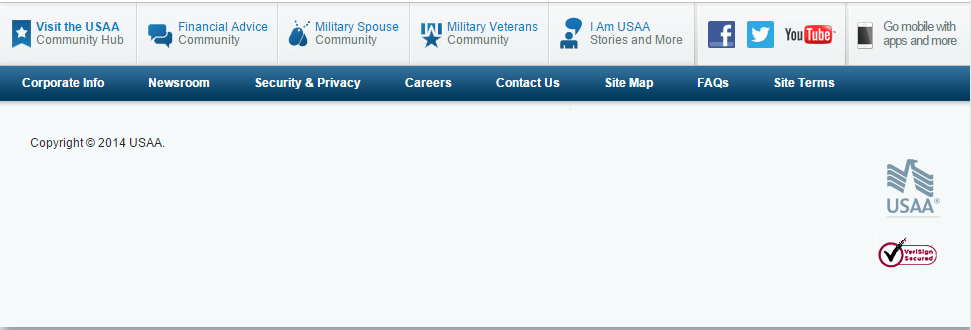 Visit the USAA
Community Hub
Financial Advice
Community
Military Spouse
Community
Military Veterans
Community
I Am USAA
Stories and More
f
You Tube
Go mobile with
apps and more
Corporate Info Newsroom Security & Privacy Careers Contact Us Site Map FAQs Site Terms
Copyright © 2014 USAA.
USAA®
VeriSign
Secured